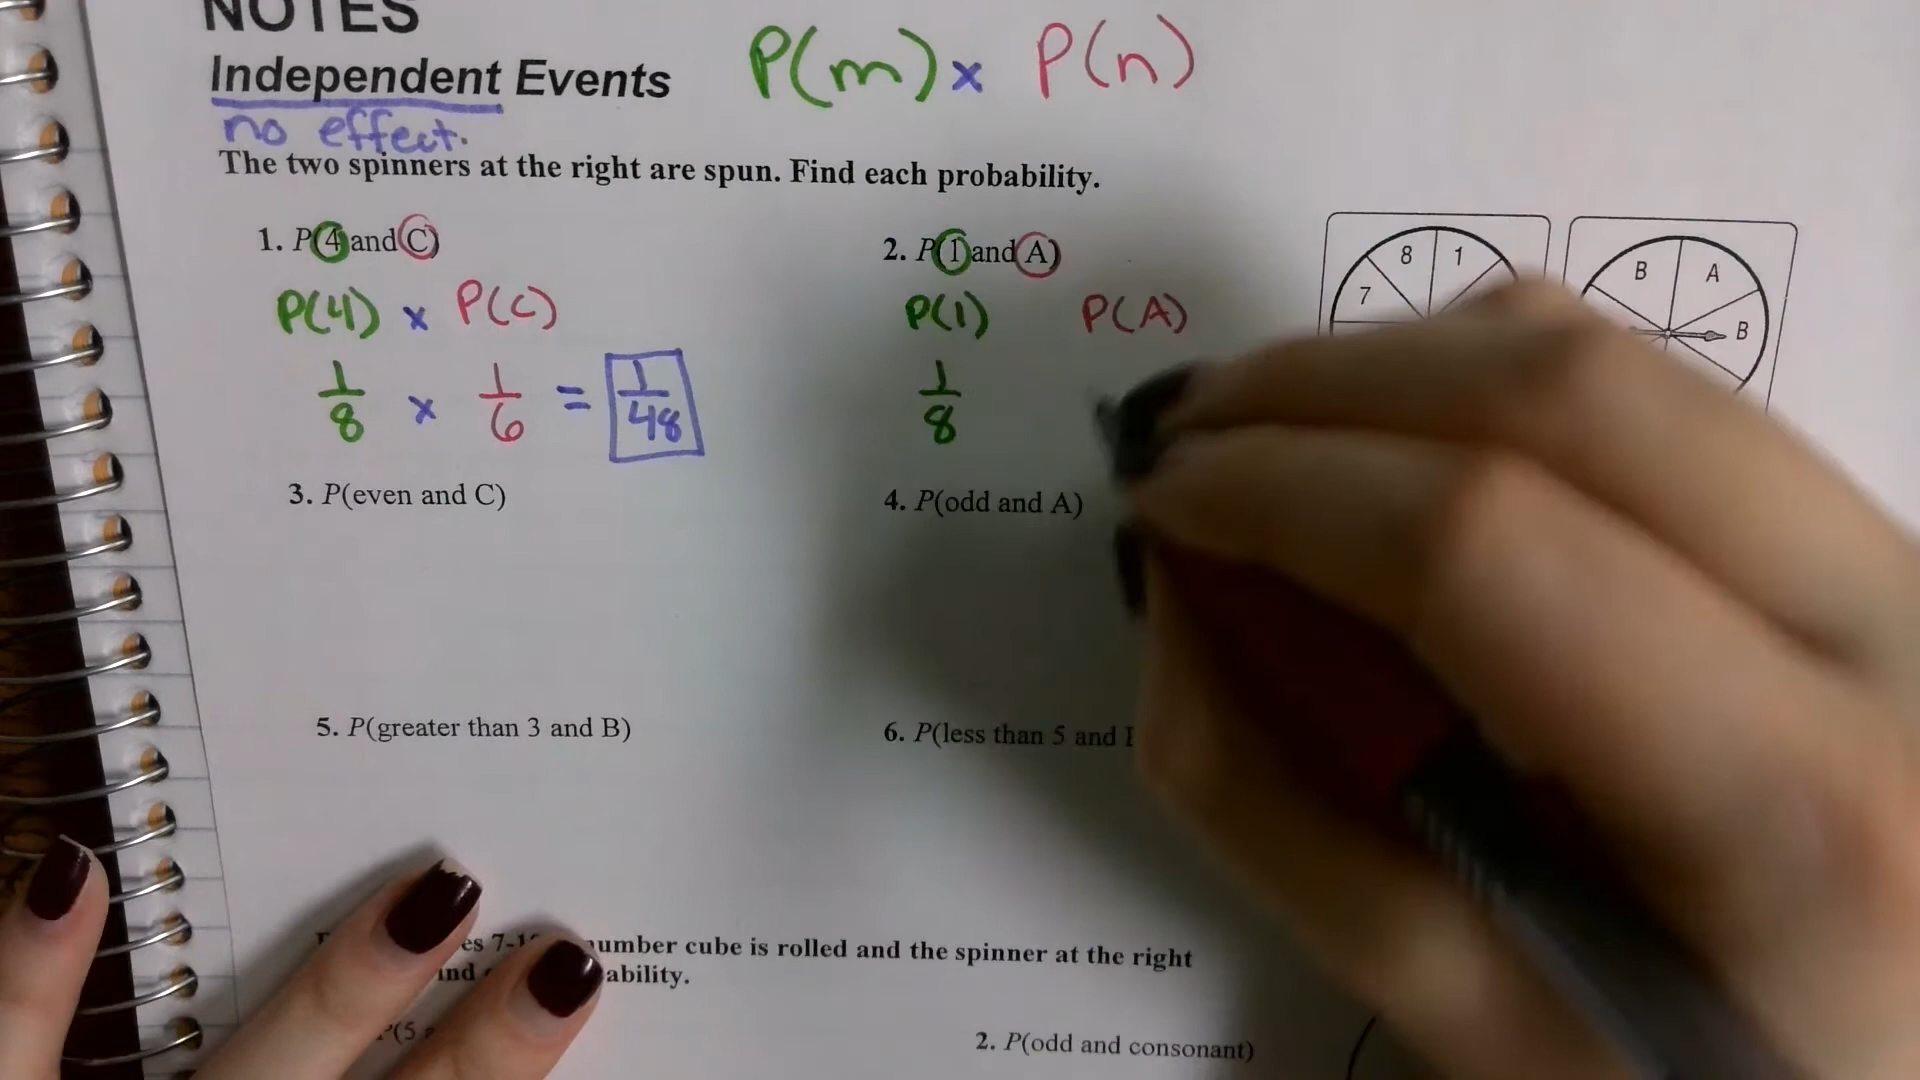 NOTES
Independent Events P(m) x P(n)
no effect.
The two spinners at the right are spun. Find each probability.
1. P(4 and C)
2. P(1 and A)
P(4) x P(C)
P(1) P(A)
1/8 x 1/6 = 1/48
1/8
8 1
7
B A
B
3. P(even and C)
4. P(odd and A)
5. P(greater than 3 and B)
6. P(less than 5 and
number cube is rolled and the spinner at the right
2. P(odd and consonant)